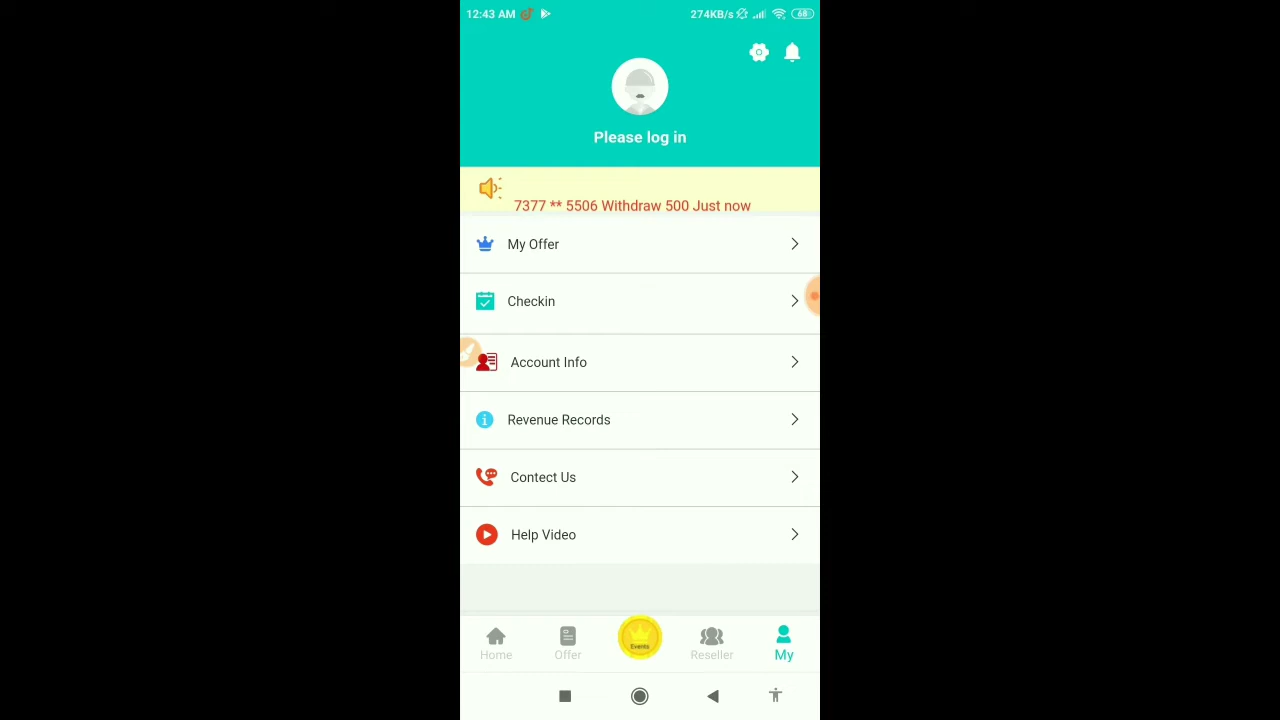 12:43 AM 274KB/s 68
Please log in
7377 ** 5506 Withdraw 500 Just now
My Offer
Checkin
Account Info
Revenue Records
Contect Us
Help Video
Events
Home Offer Reseller My